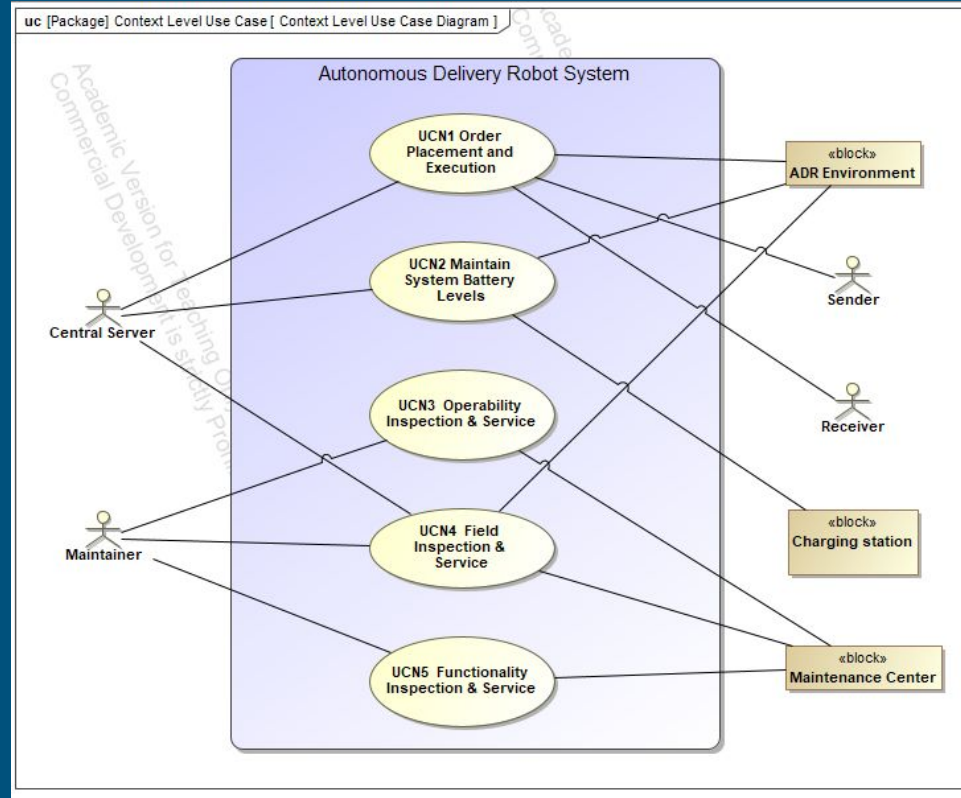 uc [Package] Context Level Use Case [ Context Level Use Case Diagram ]
Academic Version for Teaching
Commercial Development is strictly
Autonomous Delivery Robot System
UCN1 Order
Placement and
Execution
«block»
ADR Environment
UCN2 Maintain
System Battery
Levels
Sender
Central Server
UCN3 Operability
Inspection & Service
Receiver
UCN4 Field
Inspection &
Service
«block»
Charging station
Maintainer
UCN5 Functionality
Inspection & Service
«block»
Maintenance Center